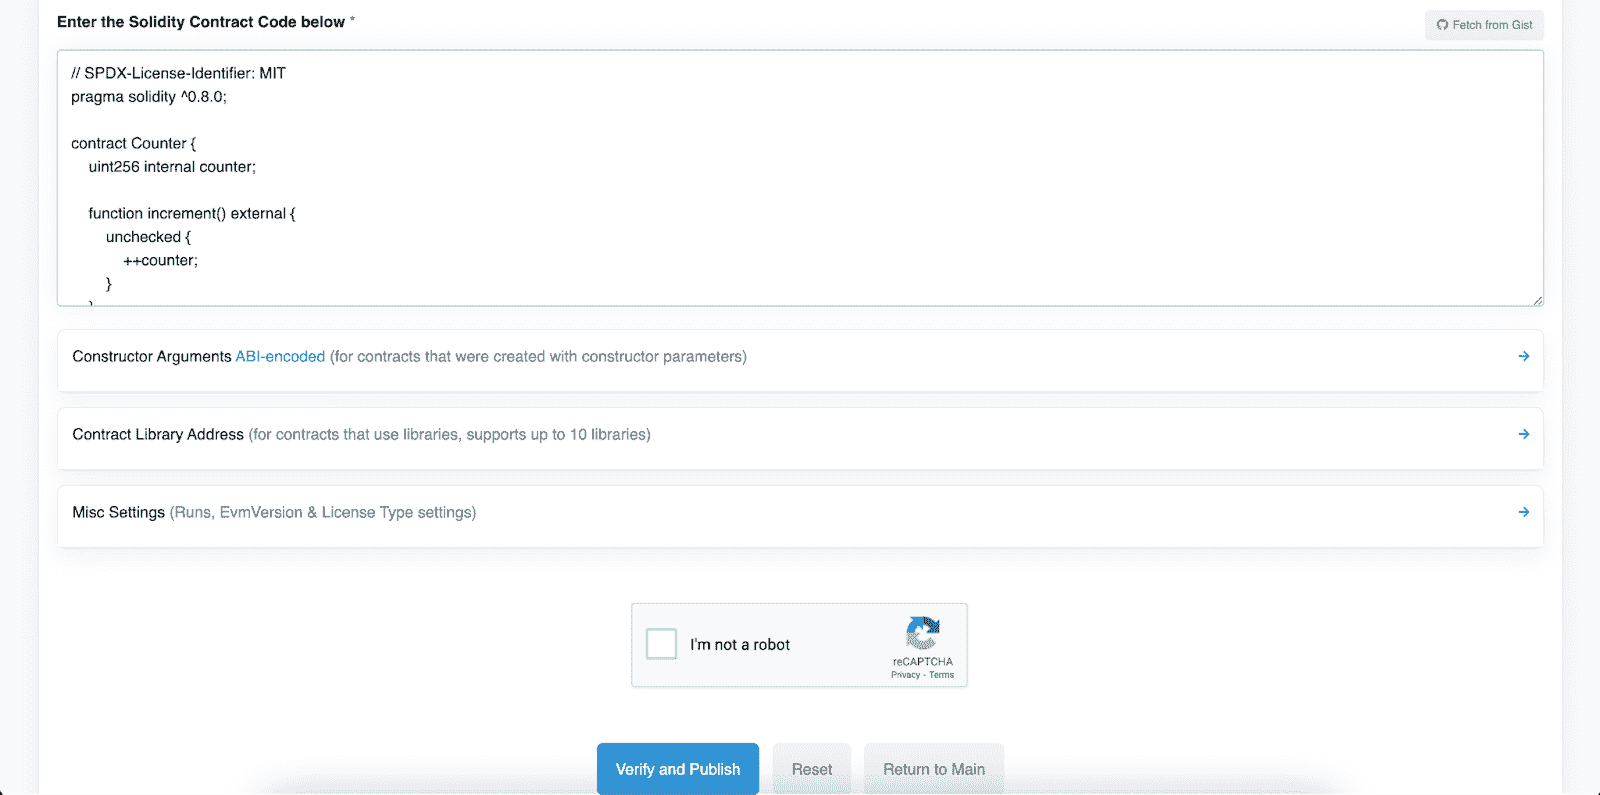 Enter the Solidity Contract Code below *
Fetch from Gist
// SPDX-License-Identifier: MIT
pragma solidity ^0.8.0;
contract Counter {
uint256 internal counter;
function increment() external {
unchecked {
++counter;
}
Constructor Arguments ABI-encoded (for contracts that were created with constructor parameters)
Contract Library Address (for contracts that use libraries, supports up to 10 libraries)
Misc Settings (Runs, EvmVersion & License Type settings)
I'm not a robot
reCAPTCHA
Privacy - Terms
Verify and Publish
Reset
Return to Main